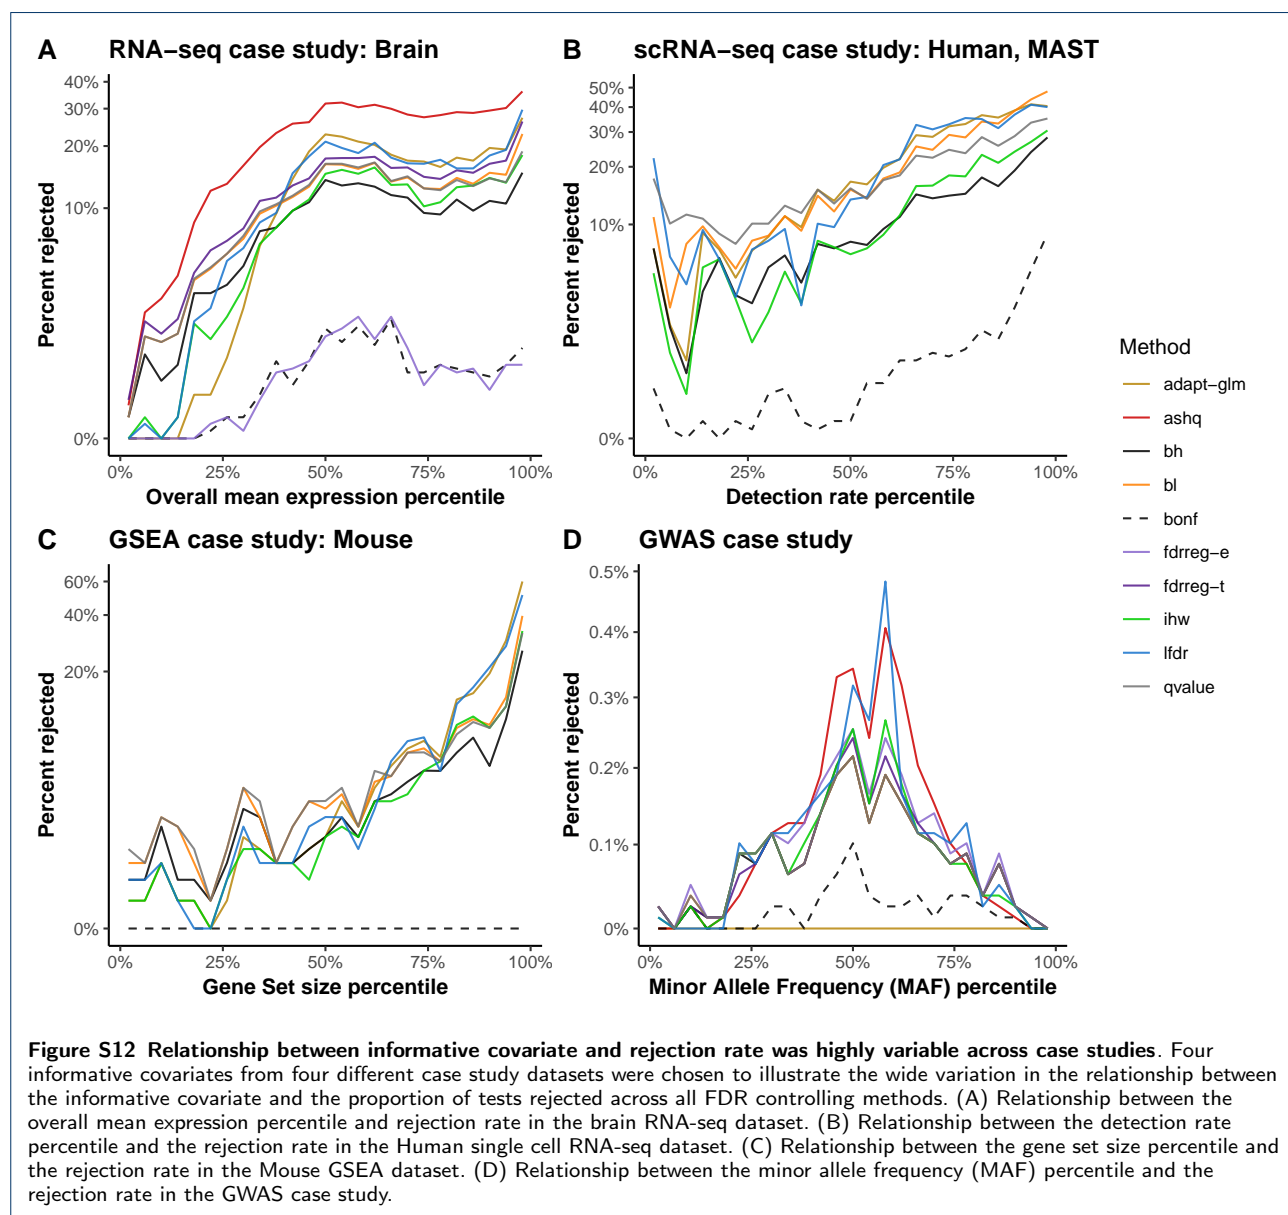 A RNA−seq case study: Brain
40%
30%
20%
10%
0%
Percent rejected
0% 25% 50% 75% 100%
Overall mean expression percentile
B scRNA−seq case study: Human, MAST
50%
40%
30%
20%
10%
0%
Percent rejected
0% 25% 50% 75% 100%
Detection rate percentile
C GSEA case study: Mouse
60%
40%
20%
0%
Percent rejected
0% 25% 50% 75% 100%
Gene Set size percentile
D GWAS case study
0.5%
0.4%
0.3%
0.2%
0.1%
0%
Percent rejected
0% 25% 50% 75% 100%
Minor Allele Frequency (MAF) percentile
Method
adapt−glm
ashq
bh
bl
bonf
fdrreg−e
fdrreg−t
ihw
lfdr
qvalue
Figure S12 Relationship between informative covariate and rejection rate was highly variable across case studies. Four
informative covariates from four different case study datasets were chosen to illustrate the wide variation in the relationship between
the informative covariate and the proportion of tests rejected across all FDR controlling methods. (A) Relationship between the
overall mean expression percentile and rejection rate in the brain RNA-seq dataset. (B) Relationship between the detection rate
percentile and the rejection rate in the Human single cell RNA-seq dataset. (C) Relationship between the gene set size percentile and
the rejection rate in the Mouse GSEA dataset. (D) Relationship between the minor allele frequency (MAF) percentile and the
rejection rate in the GWAS case study.